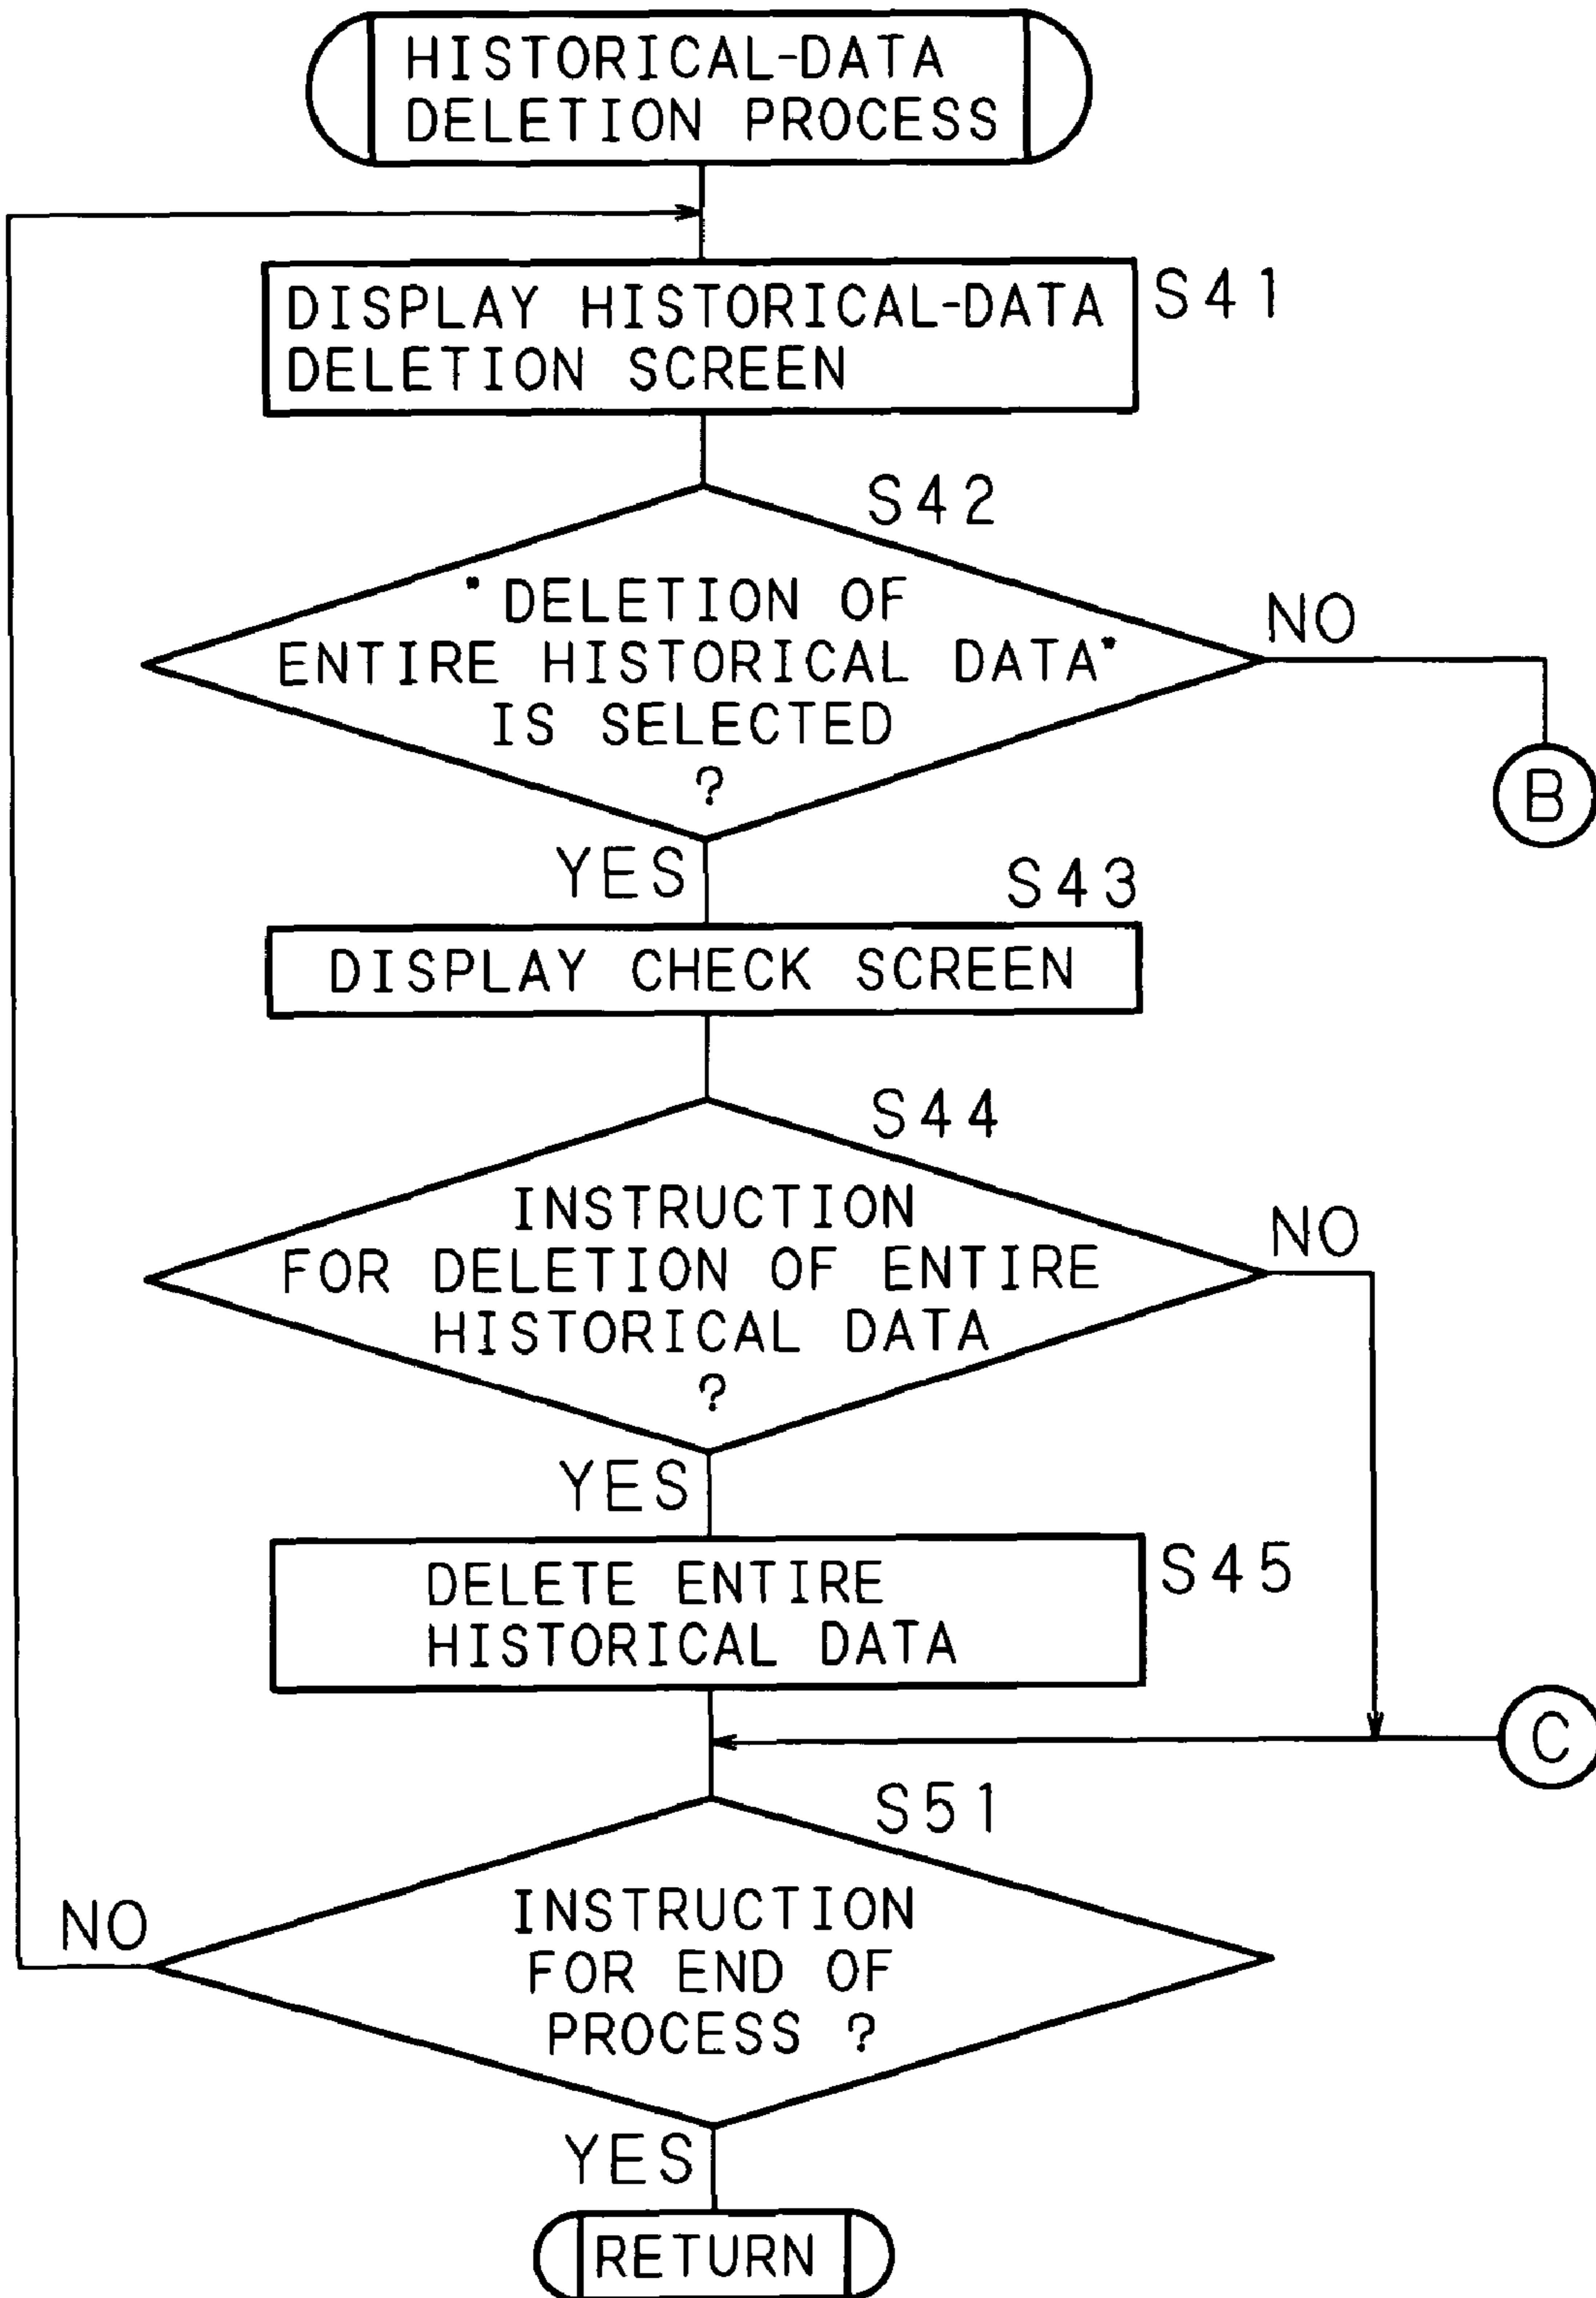 HISTORICAL-DATA
DELETION PROCESS
DISPLAY HISTORICAL-DATA
DELETION SCREEN
S41
S42
"DELETION OF
ENTIRE HISTORICAL DATA"
IS SELECTED
?
NO
B
YES
S43
DISPLAY CHECK SCREEN
S44
INSTRUCTION
FOR DELETION OF ENTIRE
HISTORICAL DATA
?
NO
YES
DELETE ENTIRE
HISTORICAL DATA
S45
C
S51
INSTRUCTION
FOR END OF
PROCESS ?
NO
YES
RETURN